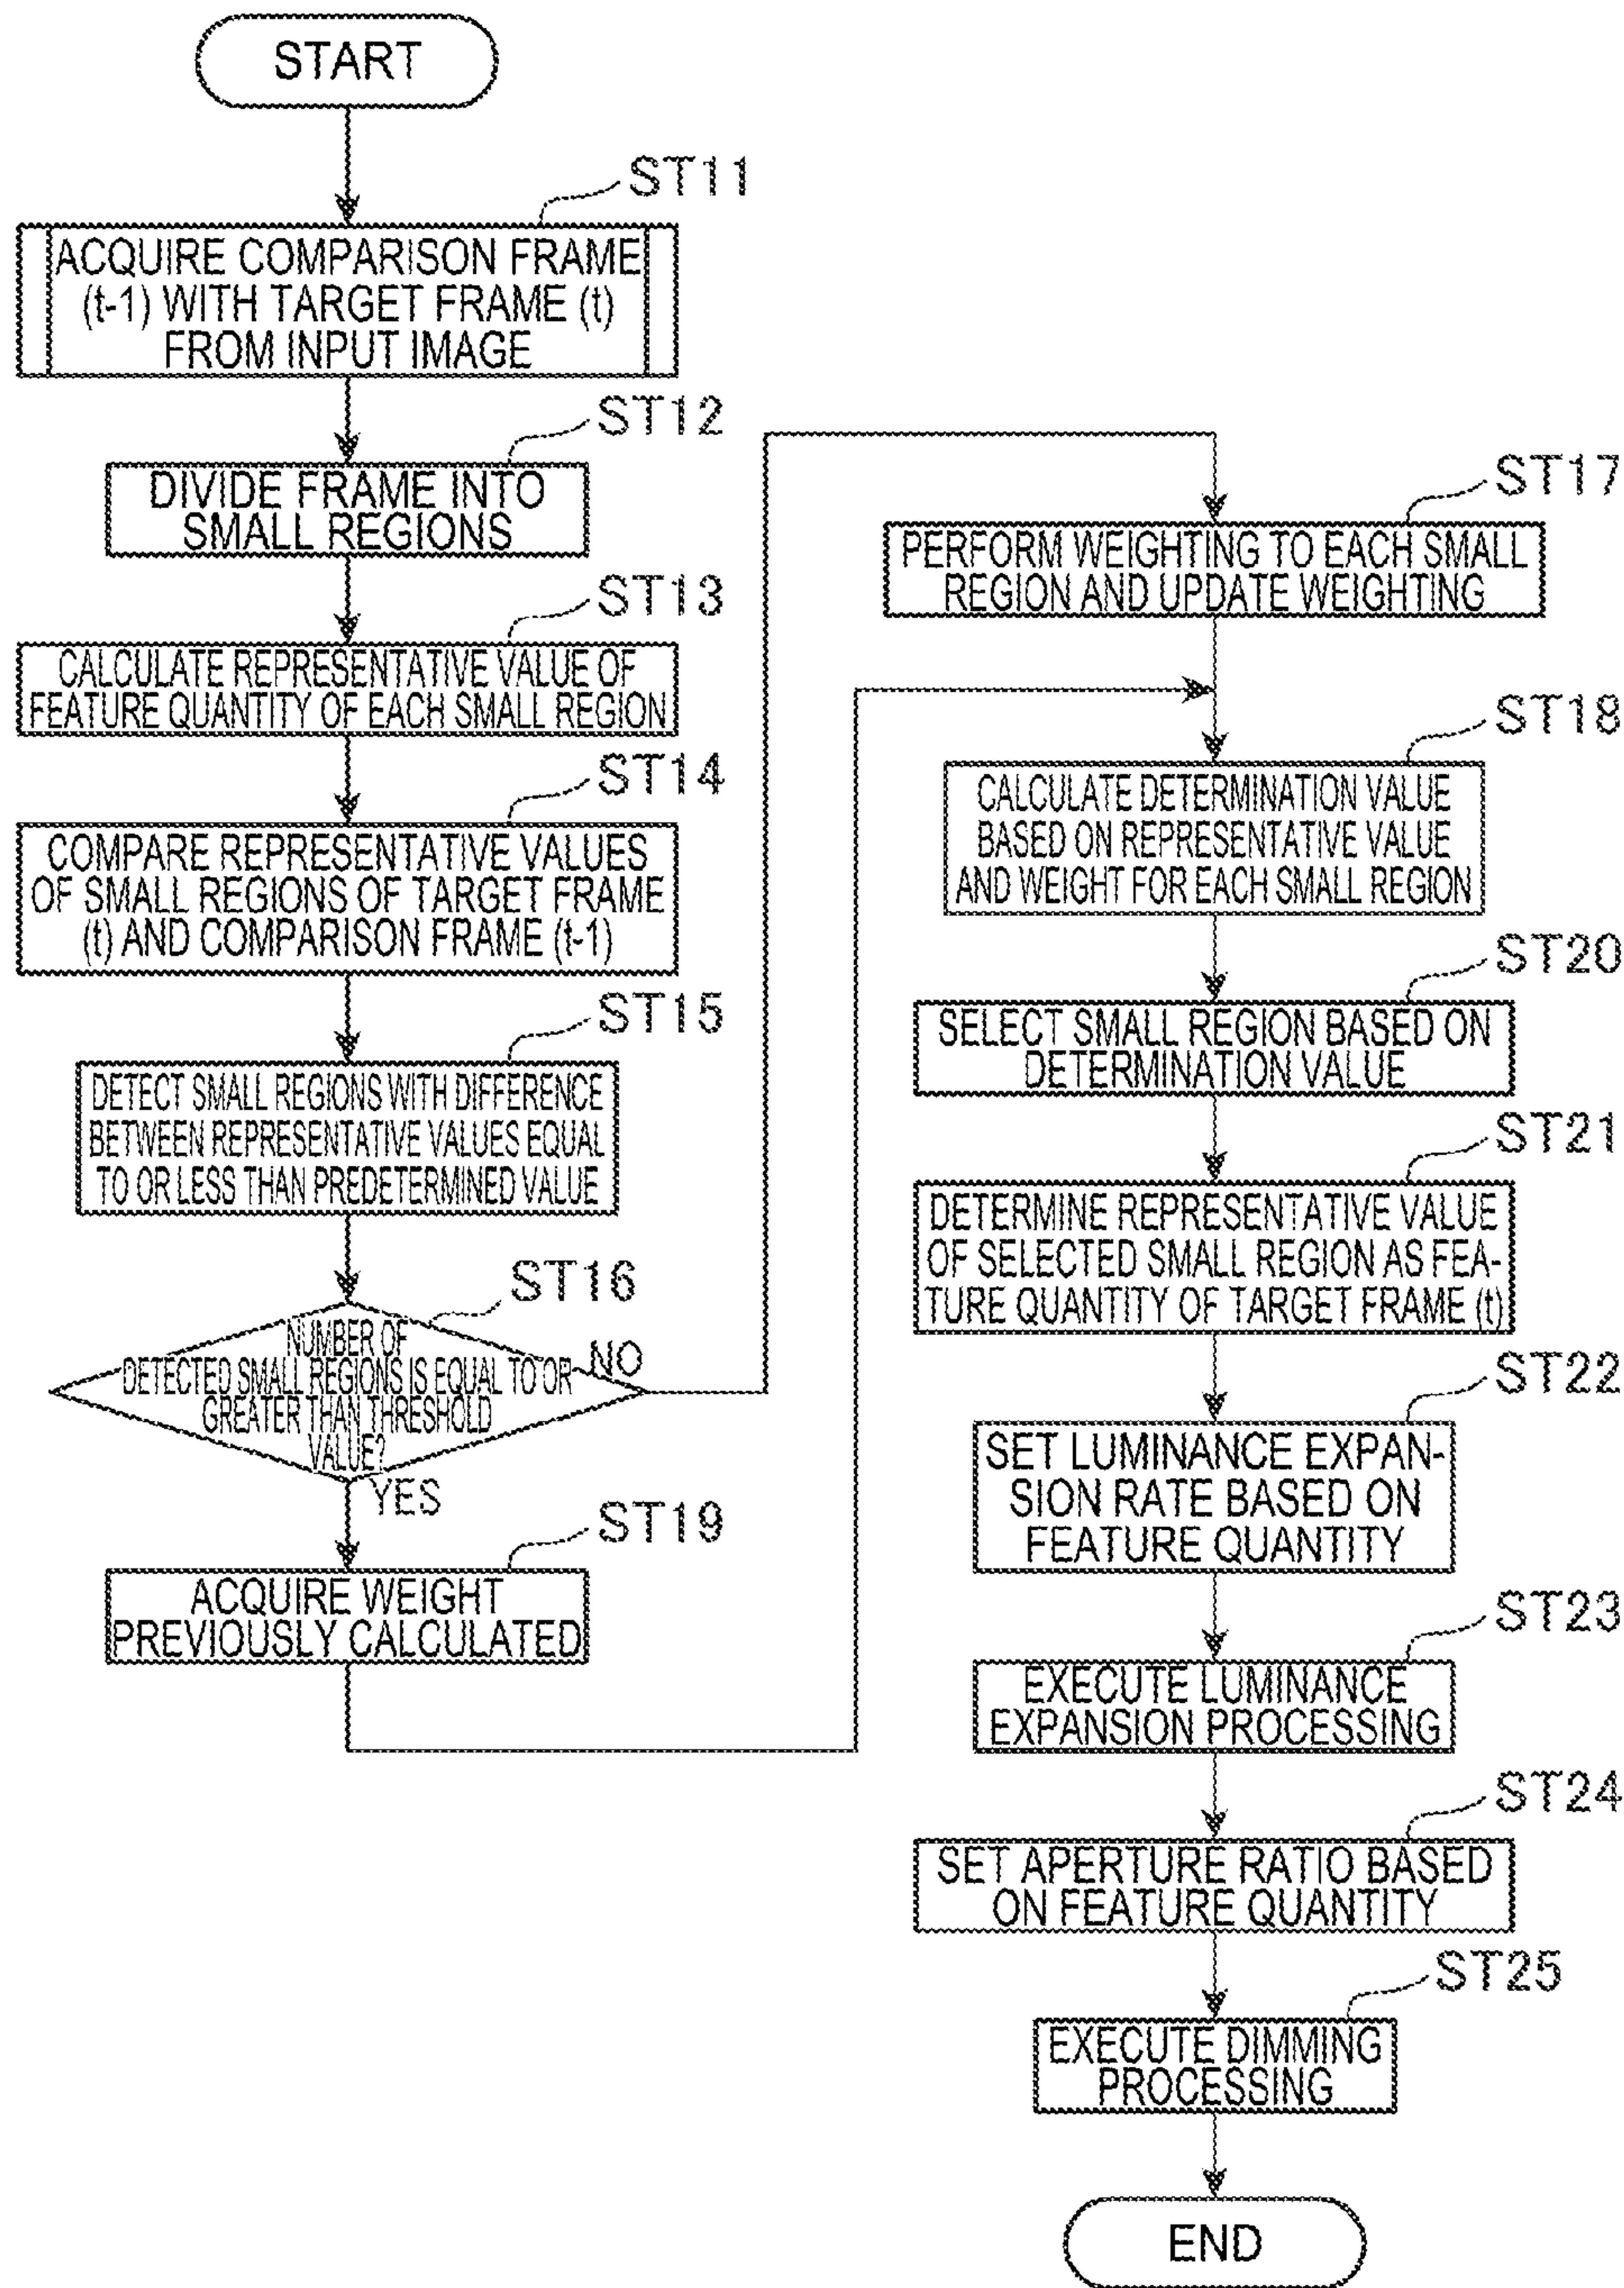 START
ST11
ACQUIRE COMPARISON FRAME
(t-1) WITH TARGET FRAME (t)
FROM INPUT IMAGE
ST12
DIVIDE FRAME INTO
SMALL REGIONS
ST13
CALCULATE REPRESENTATIVE VALUE OF
FEATURE QUANTITY OF EACH SMALL REGION
ST14
COMPARE REPRESENTATIVE VALUES
OF SMALL REGIONS OF TARGET FRAME
(t) AND COMPARISON FRAME (t-1)
ST15
DETECT SMALL REGIONS WITH DIFFERENCE
BETWEEN REPRESENTATIVE VALUES EQUAL
TO OR LESS THAN PREDETERMINED VALUE
ST16
NUMBER OF
DETECTED SMALL REGIONS IS EQUAL TO OR
GREATER THAN THRESHOLD
VALUE?
NO
YES
ST19
ACQUIRE WEIGHT
PREVIOUSLY CALCULATED
ST17
PERFORM WEIGHTING TO EACH SMALL
REGION AND UPDATE WEIGHTING
ST18
CALCULATE DETERMINATION VALUE
BASED ON REPRESENTATIVE VALUE
AND WEIGHT FOR EACH SMALL REGION
ST20
SELECT SMALL REGION BASED ON
DETERMINATION VALUE
ST21
DETERMINE REPRESENTATIVE VALUE
OF SELECTED SMALL REGION AS FEA-
TURE QUANTITY OF TARGET FRAME (t)
ST22
SET LUMINANCE EXPAN-
SION RATE BASED ON
FEATURE QUANTITY
ST23
EXECUTE LUMINANCE
EXPANSION PROCESSING
ST24
SET APERTURE RATIO BASED
ON FEATURE QUANTITY
ST25
EXECUTE DIMMING
PROCESSING
END